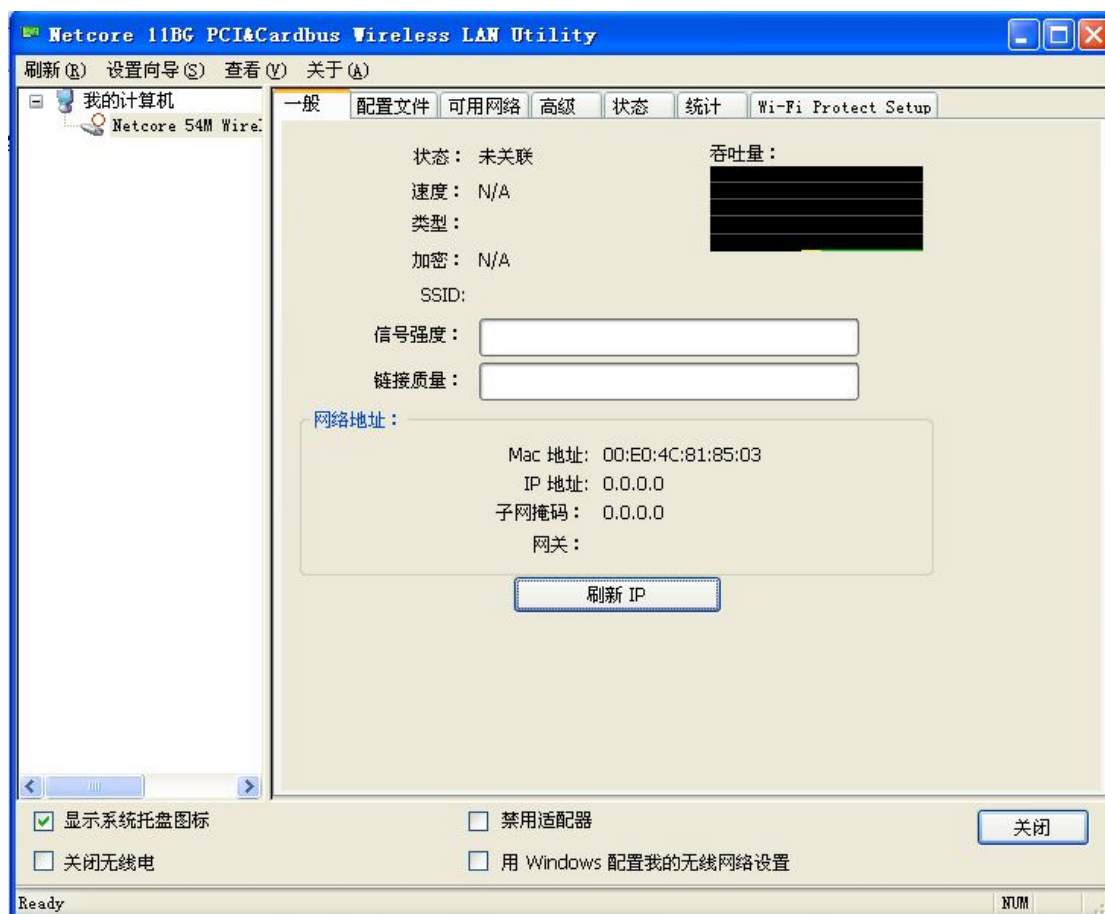 Netcore 11BG PCI&Cardbus Wireless LAN Utility
刷新(R) 设置向导(S) 查看(V) 关于(A)
我的计算机
Netcore 54M Wirel
一般 配置文件 可用网络 高级 状态 统计 Wi-Fi Protect Setup
状态： 未关联
吞吐量：
速度： N/A
类型：
加密： N/A
SSID:
信号强度：
链接质量：
网络地址：
Mac 地址: 00:E0:4C:81:85:03
IP 地址: 0.0.0.0
子网掩码： 0.0.0.0
网关：
刷新 IP
显示系统托盘图标 禁用适配器 关闭
关闭无线电 用 Windows 配置我的无线网络设置
Ready NUM